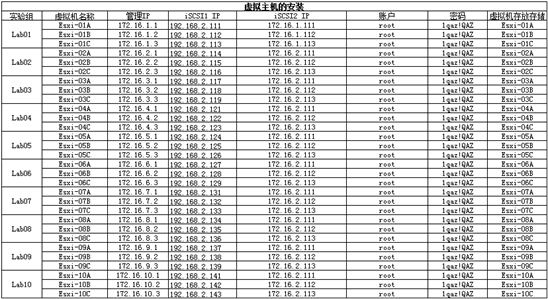 虚拟主机的安装
实验组 虚拟机名称 管理IP iSCSI1 IP iSCSI2 IP 账户 密码 虚拟机存放存储
Lab01 Esxi-01A 172.16.1.1 192.168.2.111 172.16.1.111 root 1qaz!QAZ Esxi-01A
Esxi-01B 172.16.1.2 192.168.2.112 172.16.1.112 root 1qaz!QAZ Esxi-01B
Esxi-01C 172.16.1.3 192.168.2.113 172.16.1.113 root 1qaz!QAZ Esxi-01C
Lab02 Esxi-02A 172.16.2.1 192.168.2.114 172.16.2.111 root 1qaz!QAZ Esxi-02A
Esxi-02B 172.16.2.2 192.168.2.115 172.16.2.112 root 1qaz!QAZ Esxi-02B
Esxi-02C 172.16.2.3 192.168.2.116 172.16.2.113 root 1qaz!QAZ Esxi-02C
Lab03 Esxi-03A 172.16.3.1 192.168.2.117 172.16.2.111 root 1qaz!QAZ Esxi-03A
Esxi-03B 172.16.3.2 192.168.2.118 172.16.2.112 root 1qaz!QAZ Esxi-03B
Esxi-03C 172.16.3.3 192.168.2.119 172.16.2.113 root 1qaz!QAZ Esxi-03C
Lab04 Esxi-04A 172.16.4.1 192.168.2.121 172.16.2.111 root 1qaz!QAZ Esxi-04A
Esxi-04B 172.16.4.2 192.168.2.122 172.16.2.112 root 1qaz!QAZ Esxi-04B
Esxi-04C 172.16.4.3 192.168.2.123 172.16.2.113 root 1qaz!QAZ Esxi-04C
Lab05 Esxi-05A 172.16.5.1 192.168.2.124 172.16.2.111 root 1qaz!QAZ Esxi-05A
Esxi-05B 172.16.5.2 192.168.2.125 172.16.2.112 root 1qaz!QAZ Esxi-05B
Esxi-05C 172.16.5.3 192.168.2.126 172.16.2.113 root 1qaz!QAZ Esxi-05C
Lab06 Esxi-06A 172.16.6.1 192.168.2.127 172.16.2.111 root 1qaz!QAZ Esxi-06A
Esxi-06B 172.16.6.2 192.168.2.128 172.16.2.112 root 1qaz!QAZ Esxi-06B
Esxi-06C 172.16.6.3 192.168.2.129 172.16.2.113 root 1qaz!QAZ Esxi-06C
Lab07 Esxi-07A 172.16.7.1 192.168.2.131 172.16.2.111 root 1qaz!QAZ Esxi-07A
Esxi-07B 172.16.7.2 192.168.2.132 172.16.2.112 root 1qaz!QAZ Esxi-07B
Esxi-07C 172.16.7.3 192.168.2.133 172.16.2.113 root 1qaz!QAZ Esxi-07C
Lab08 Esxi-08A 172.16.8.1 192.168.2.134 172.16.2.111 root 1qaz!QAZ Esxi-08A
Esxi-08B 172.16.8.2 192.168.2.135 172.16.2.112 root 1qaz!QAZ Esxi-08B
Esxi-08C 172.16.8.3 192.168.2.136 172.16.2.113 root 1qaz!QAZ Esxi-08C
Lab09 Esxi-09A 172.16.9.1 192.168.2.137 172.16.2.111 root 1qaz!QAZ Esxi-09A
Esxi-09B 172.16.9.2 192.168.2.138 172.16.2.112 root 1qaz!QAZ Esxi-09B
Esxi-09C 172.16.9.3 192.168.2.139 172.16.2.113 root 1qaz!QAZ Esxi-09C
Lab10 Esxi-10A 172.16.10.1 192.168.2.141 172.16.2.111 root 1qaz!QAZ Esxi-10A
Esxi-10B 172.16.10.2 192.168.2.142 172.16.2.112 root 1qaz!QAZ Esxi-10B
Esxi-10C 172.16.10.3 192.168.2.143 172.16.2.113 root 1qaz!QAZ Esxi-10C